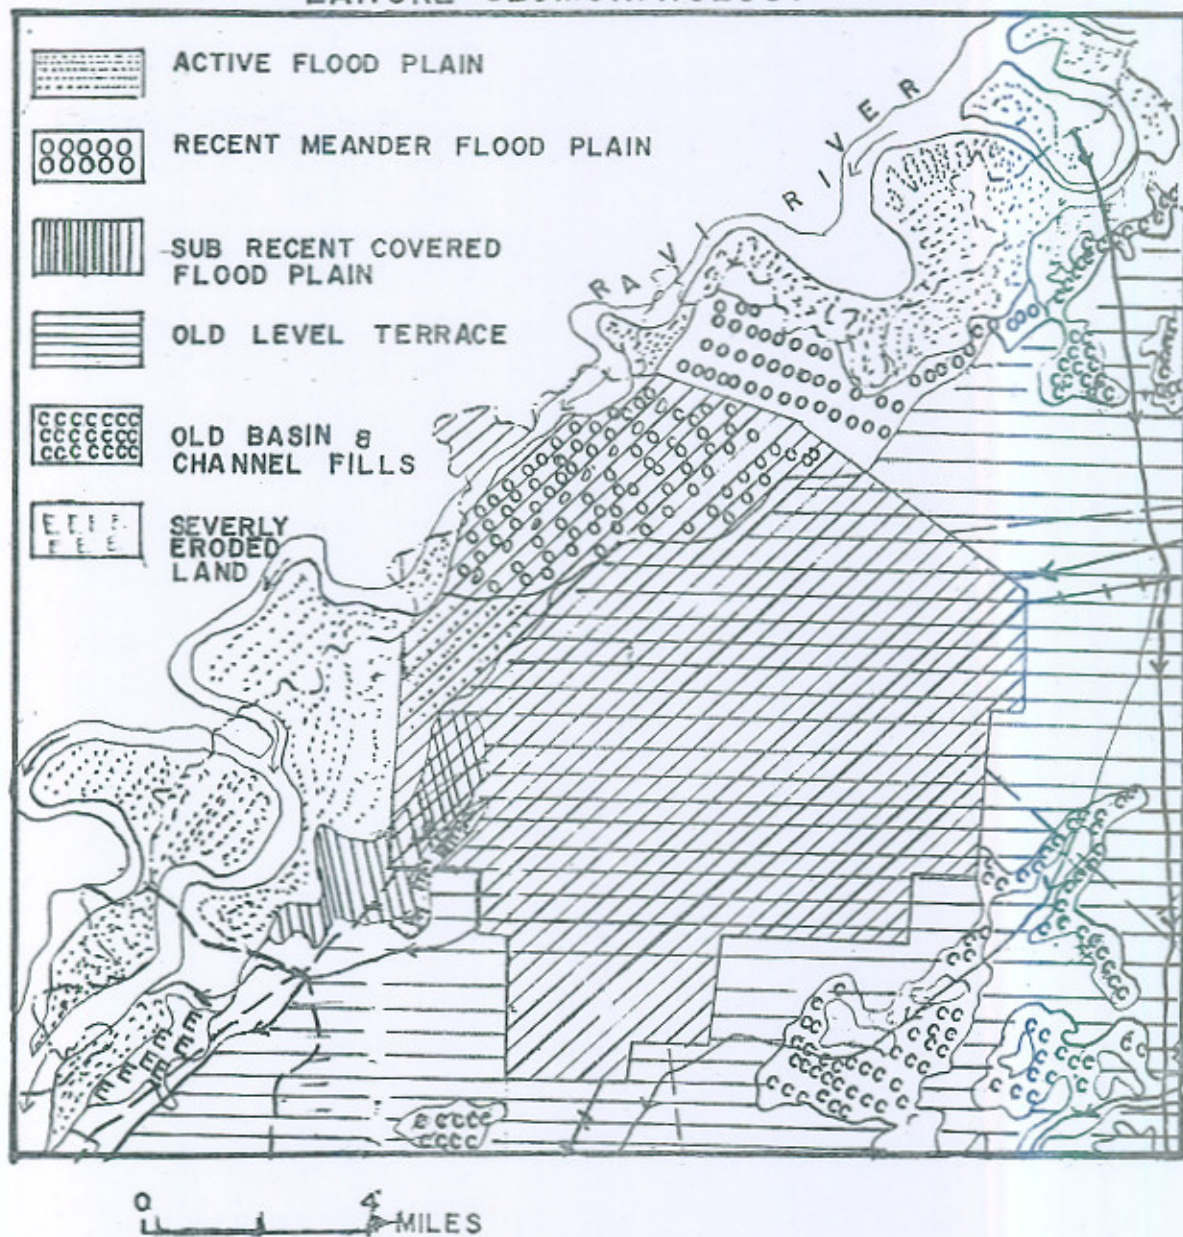 ACTIVE FLOOD PLAIN
RECENT MEANDER FLOOD PLAIN
SUB RECENT COVERED
FLOOD PLAIN
OLD LEVEL TERRACE
OLD BASIN &
CHANNEL FILLS
SEVERLY
ERODED
LAND
RAVI RIVER
0 4
MILES